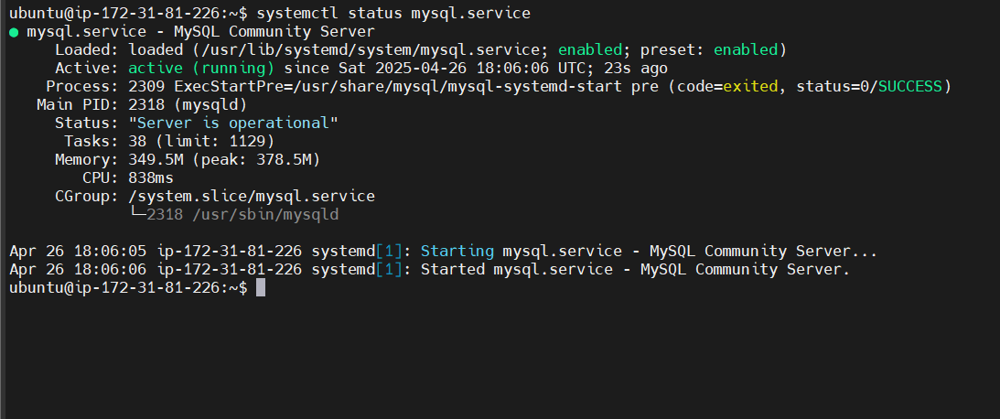 ubuntu@ip-172-31-81-226:~$ systemctl status mysql.service
● mysql.service - MySQL Community Server
     Loaded: loaded (/usr/lib/systemd/system/mysql.service; enabled; preset: enabled)
     Active: active (running) since Sat 2025-04-26 18:06:06 UTC; 23s ago
    Process: 2309 ExecStartPre=/usr/share/mysql/mysql-systemd-start pre (code=exited, status=0/SUCCESS)
   Main PID: 2318 (mysqld)
     Status: "Server is operational"
      Tasks: 38 (limit: 1129)
     Memory: 349.5M (peak: 378.5M)
        CPU: 838ms
     CGroup: /system.slice/mysql.service
             └─2318 /usr/sbin/mysqld

Apr 26 18:06:05 ip-172-31-81-226 systemd[1]: Starting mysql.service - MySQL Community Server...
Apr 26 18:06:06 ip-172-31-81-226 systemd[1]: Started mysql.service - MySQL Community Server.
ubuntu@ip-172-31-81-226:~$